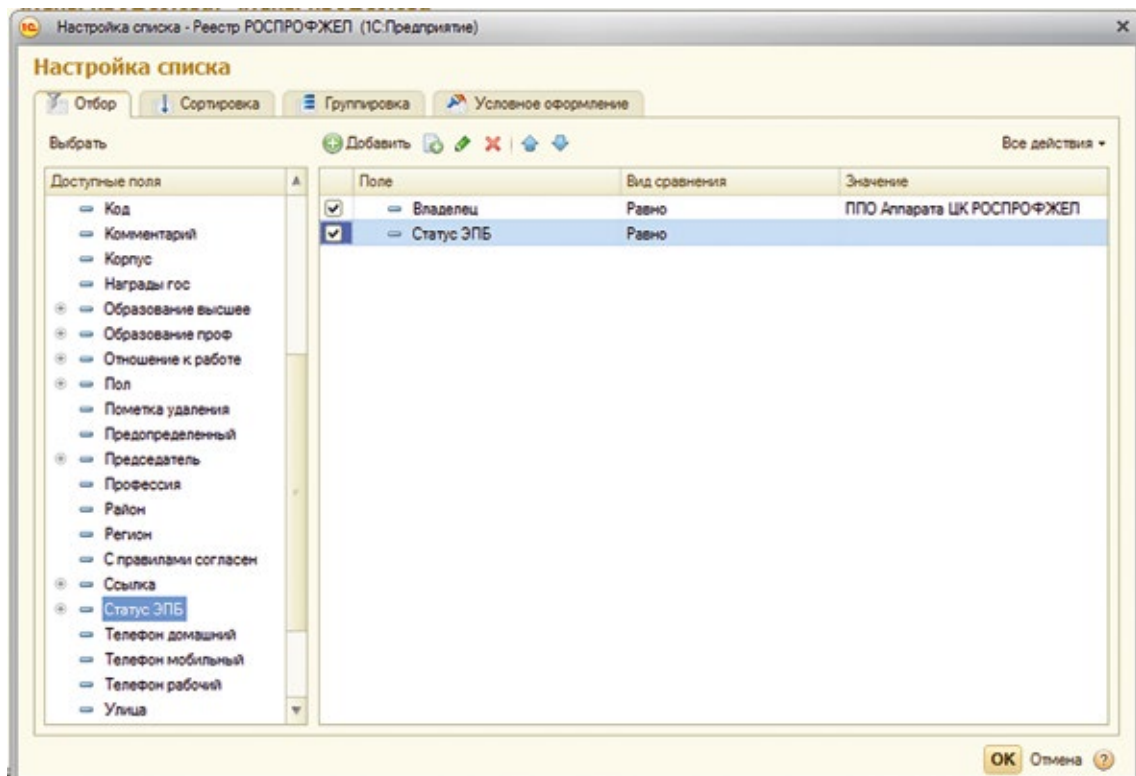 Настройка списка - Реестр РОСПРОФЖЕЛ (1С:Предприятие)
Настройка списка
Отбор Сортировка Группировка Условное оформление
Выбрать Добавить Все действия
Доступные поля Поле Вид сравнения Значение
Код Владелец Равно ППО Аппарата ЦК РОСПРОФЖЕЛ
Комментарий Статус ЭПБ Равно
Корпус
Награды гос
Образование высшее
Образование проф
Отношение к работе
Пол
Пометка удаления
Предопределенный
Председатель
Профессия
Район
Регион
С правилами согласен
Ссылка
Статус ЭПБ
Телефон домашний
Телефон мобильный
Телефон рабочий
Улица
OK Отмена ?